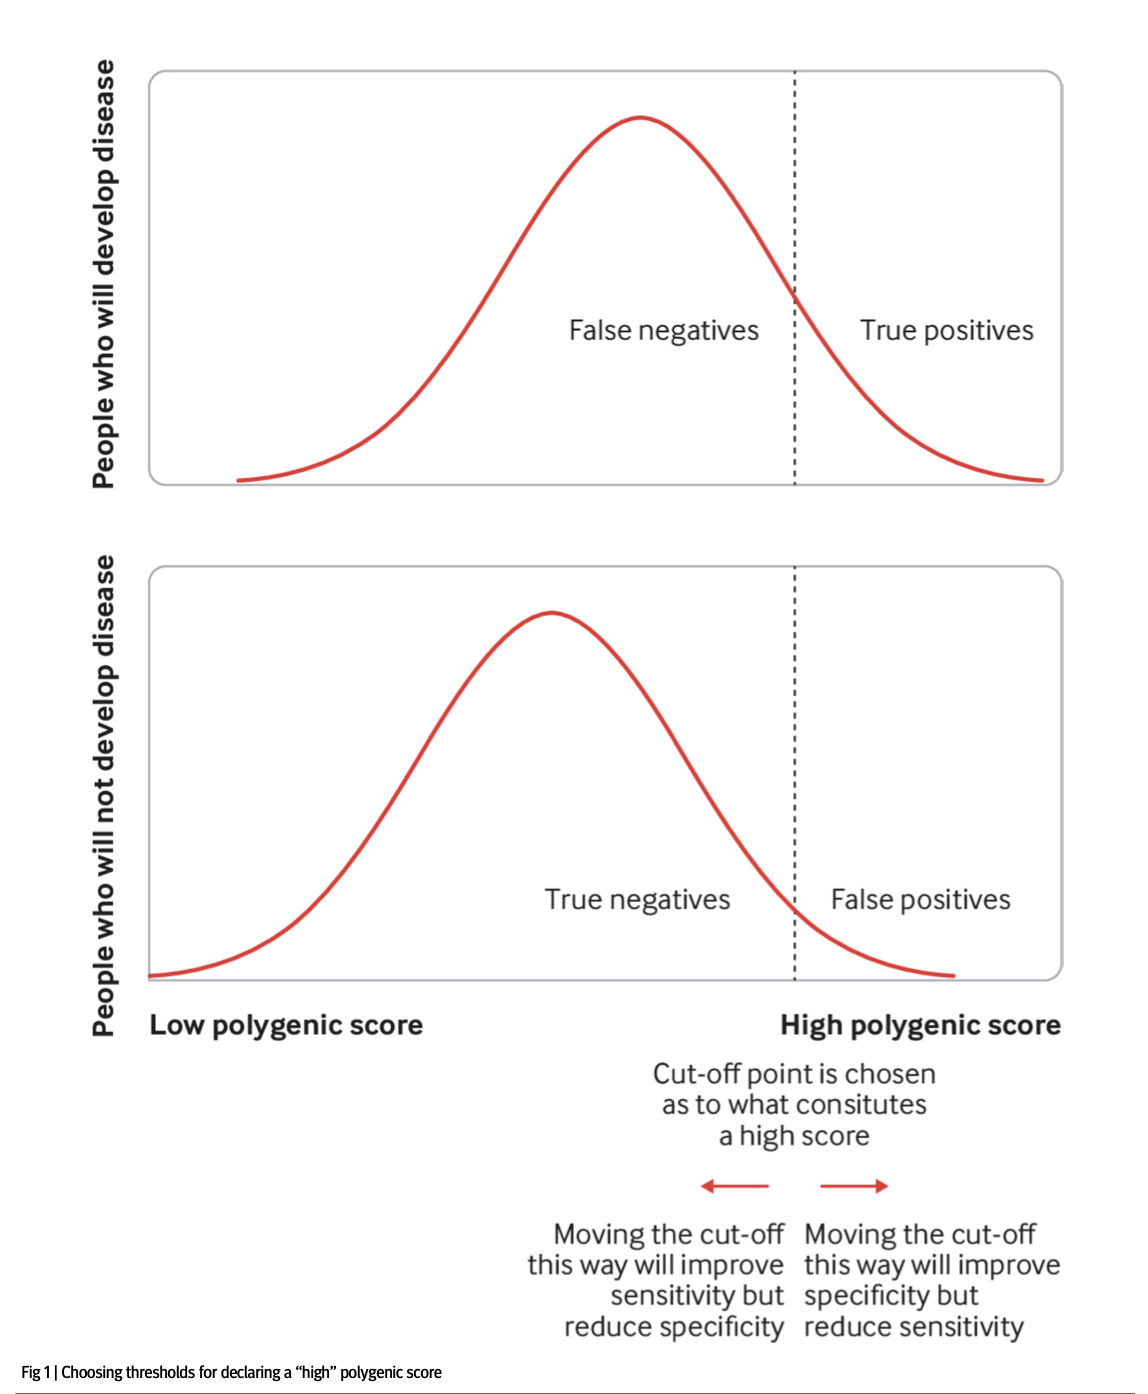 People who will develop disease
False negatives
True positives
People who will not develop disease
True negatives
False positives
Low polygenic score
High polygenic score
Cut-off point is chosen
as to what consitutes
a high score
Moving the cut-off
this way will improve
sensitivity but
reduce specificity
Moving the cut-off
this way will improve
specificity but
reduce sensitivity
Fig 1 | Choosing thresholds for declaring a “high” polygenic score